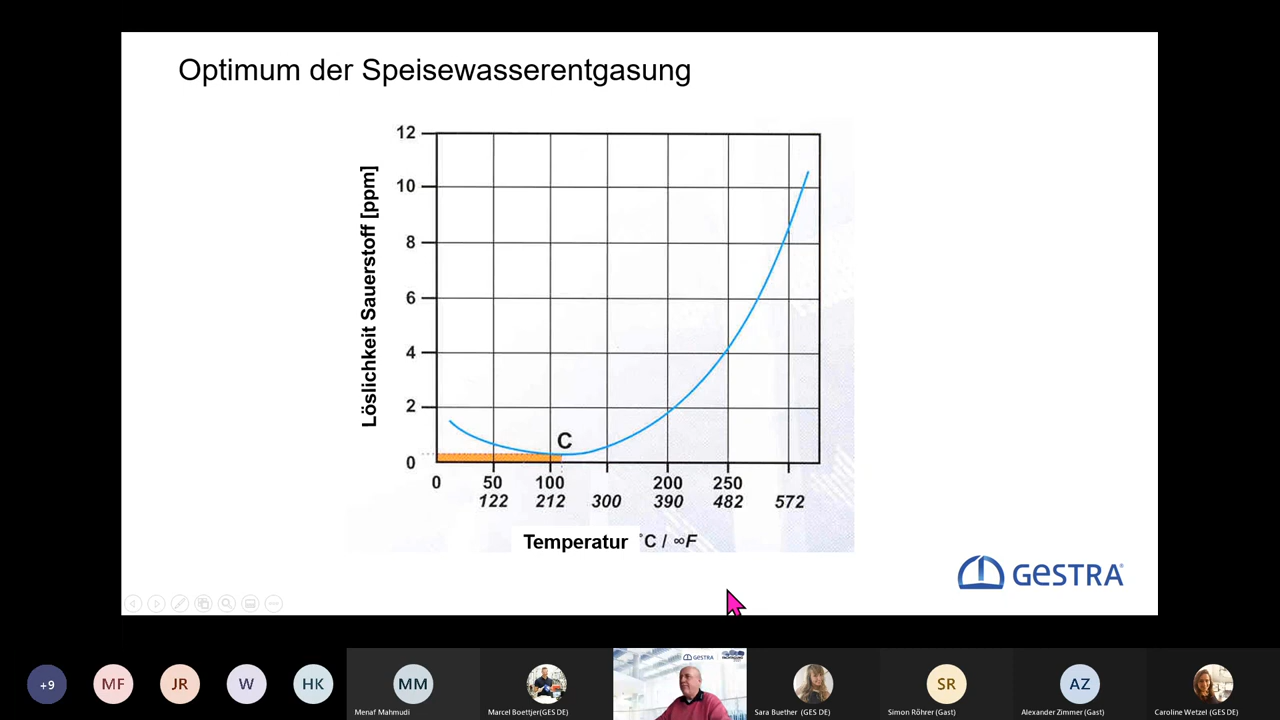 Optimum der Speisewasserentgasung
Löslichkeit Sauerstoff [ppm]
12
10
8
6
4
2
0
C
0 50 100 200 250
122 212 300 390 482 572
Temperatur °C / ∞F
GESTRA
+9
MF
JR
W
HK
MM
SR
AZ
GESTRA
Menaf Mahmudi
Marcel Boettjer(GES DE)
Sara Buether (GES DE)
Simon Röhrer (Gast)
Alexander Zimmer (Gast)
Caroline Wetzel (GES DE)